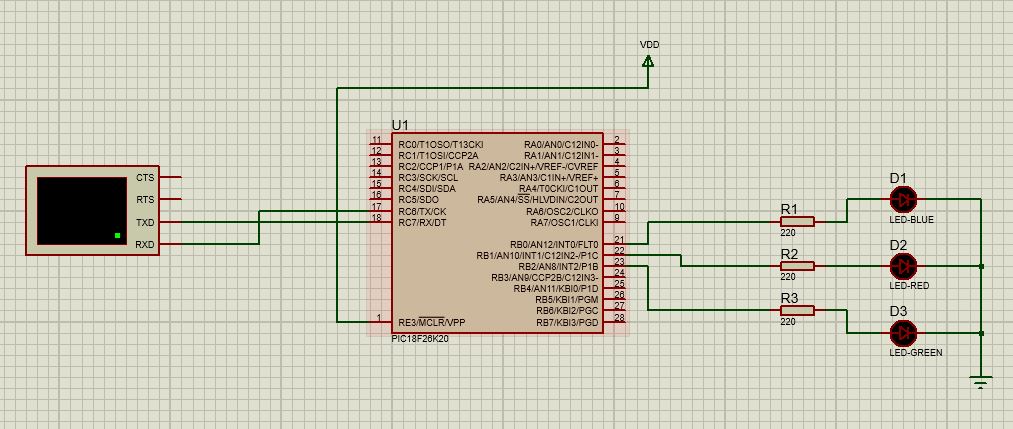 VDD
U1
CTS
RTS
TXD
RXD
11 RC0/T1OSO/T13CKI
12 RC1/T1OSI/CCP2A
13 RC2/CCP1/P1A
14 RC3/SCK/SCL
15 RC4/SDI/SDA
16 RC5/SDO
17 RC6/TX/CK
18 RC7/RX/DT
1 RE3/MCLR/VPP
RA0/AN0/C12IN0- 2
RA1/AN1/C12IN1- 3
RA2/AN2/C2IN+/VREF-/CVREF 4
RA3/AN3/C1IN+/VREF+ 5
RA4/T0CKI/C1OUT 6
RA5/AN4/SS/HLVDIN/C2OUT 7
RA6/OSC2/CLKO 10
RA7/OSC1/CLKI 9
RB0/AN12/INT0/FLT0 21
RB1/AN10/INT1/C12IN2-/P1C 22
RB2/AN8/INT2/P1B 23
RB3/AN9/CCP2B/C12IN3- 24
RB4/AN11/KBI0/P1D 25
RB5/KBI1/PGM 26
RB6/KBI2/PGC 27
RB7/KBI3/PGD 28
PIC18F26K20
R1
220
R2
220
R3
220
D1
LED-BLUE
D2
LED-RED
D3
LED-GREEN